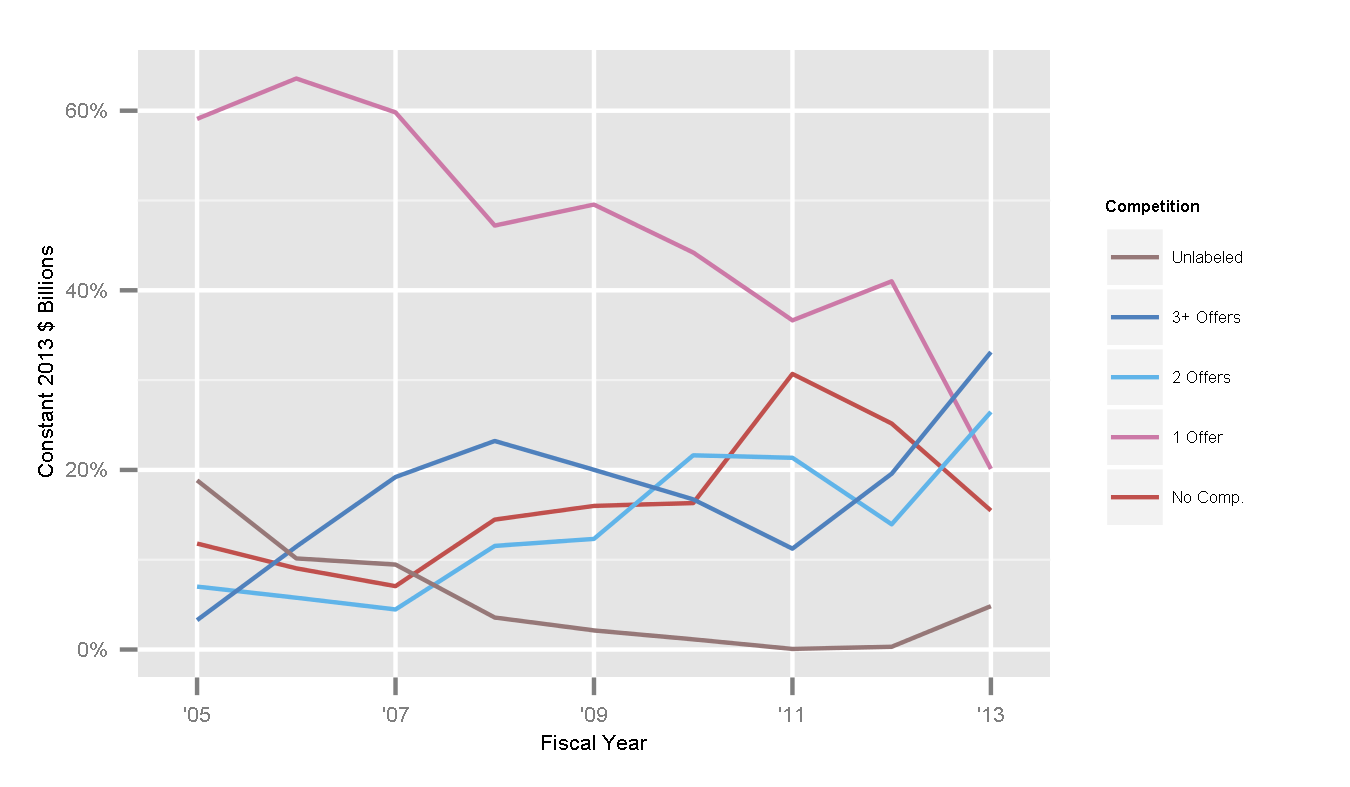 60%
40%
20%
0%
Constant 2013 $ Billions
'05 '07 '09 '11 '13
Fiscal Year
Competition
Unlabeled
3+ Offers
2 Offers
1 Offer
No Comp.